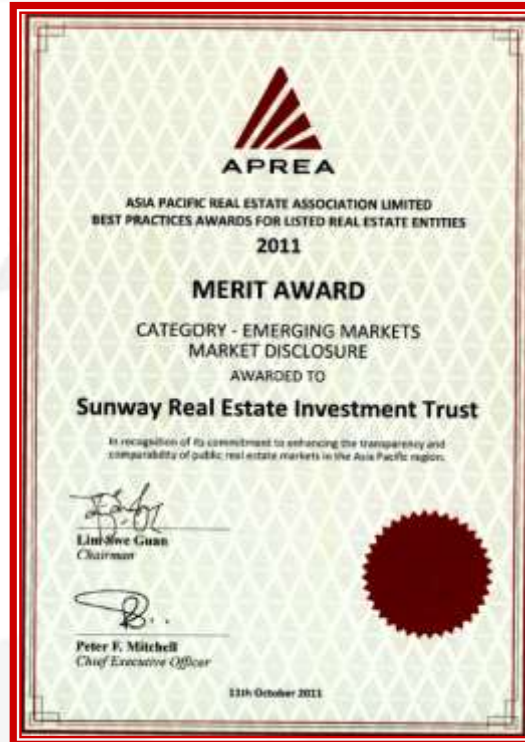 APREA
ASIA PACIFIC REAL ESTATE ASSOCIATION LIMITED
BEST PRACTICES AWARDS FOR LISTED REAL ESTATE ENTITIES
2011
MERIT AWARD
CATEGORY - EMERGING MARKETS
MARKET DISCLOSURE
AWARDED TO
Sunway Real Estate Investment Trust
In recognition of its commitment to enhancing the transparency and
comparability of public real estate markets in the Asia Pacific region.
Lim Swe Guan
Chairman
Peter F. Mitchell
Chief Executive Officer
11th October 2011